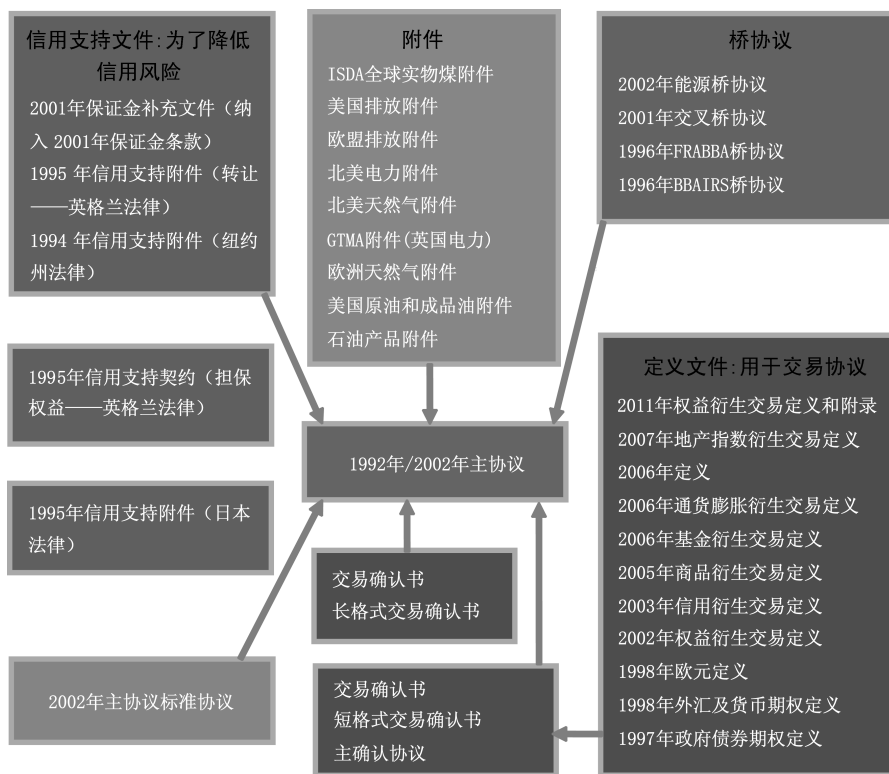 信用支持文件:为了降低
信用风险
2001年保证金补充文件（纳
入 2001年保证金条款）
1995 年信用支持附件（转让
——英格兰法律）
1994 年信用支持附件（纽约
州法律）
1995年信用支持契约（担保
权益——英格兰法律）
1995年信用支持附件（日本
法律）
2002年主协议标准协议
附件
ISDA全球实物煤附件
美国排放附件
欧盟排放附件
北美电力附件
北美天然气附件
GTMA附件(英国电力)
欧洲天然气附件
美国原油和成品油附件
石油产品附件
1992年/2002年主协议
交易确认书
长格式交易确认书
交易确认书
短格式交易确认书
主确认协议
桥协议
2002年能源桥协议
2001年交叉桥协议
1996年FRABBA桥协议
1996年BBAIRS桥协议
定义文件:用于交易协议
2011年权益衍生交易定义和附录
2007年地产指数衍生交易定义
2006年定义
2006年通货膨胀衍生交易定义
2006年基金衍生交易定义
2005年商品衍生交易定义
2003年信用衍生交易定义
2002年权益衍生交易定义
1998年欧元定义
1998年外汇及货币期权定义
1997年政府债券期权定义